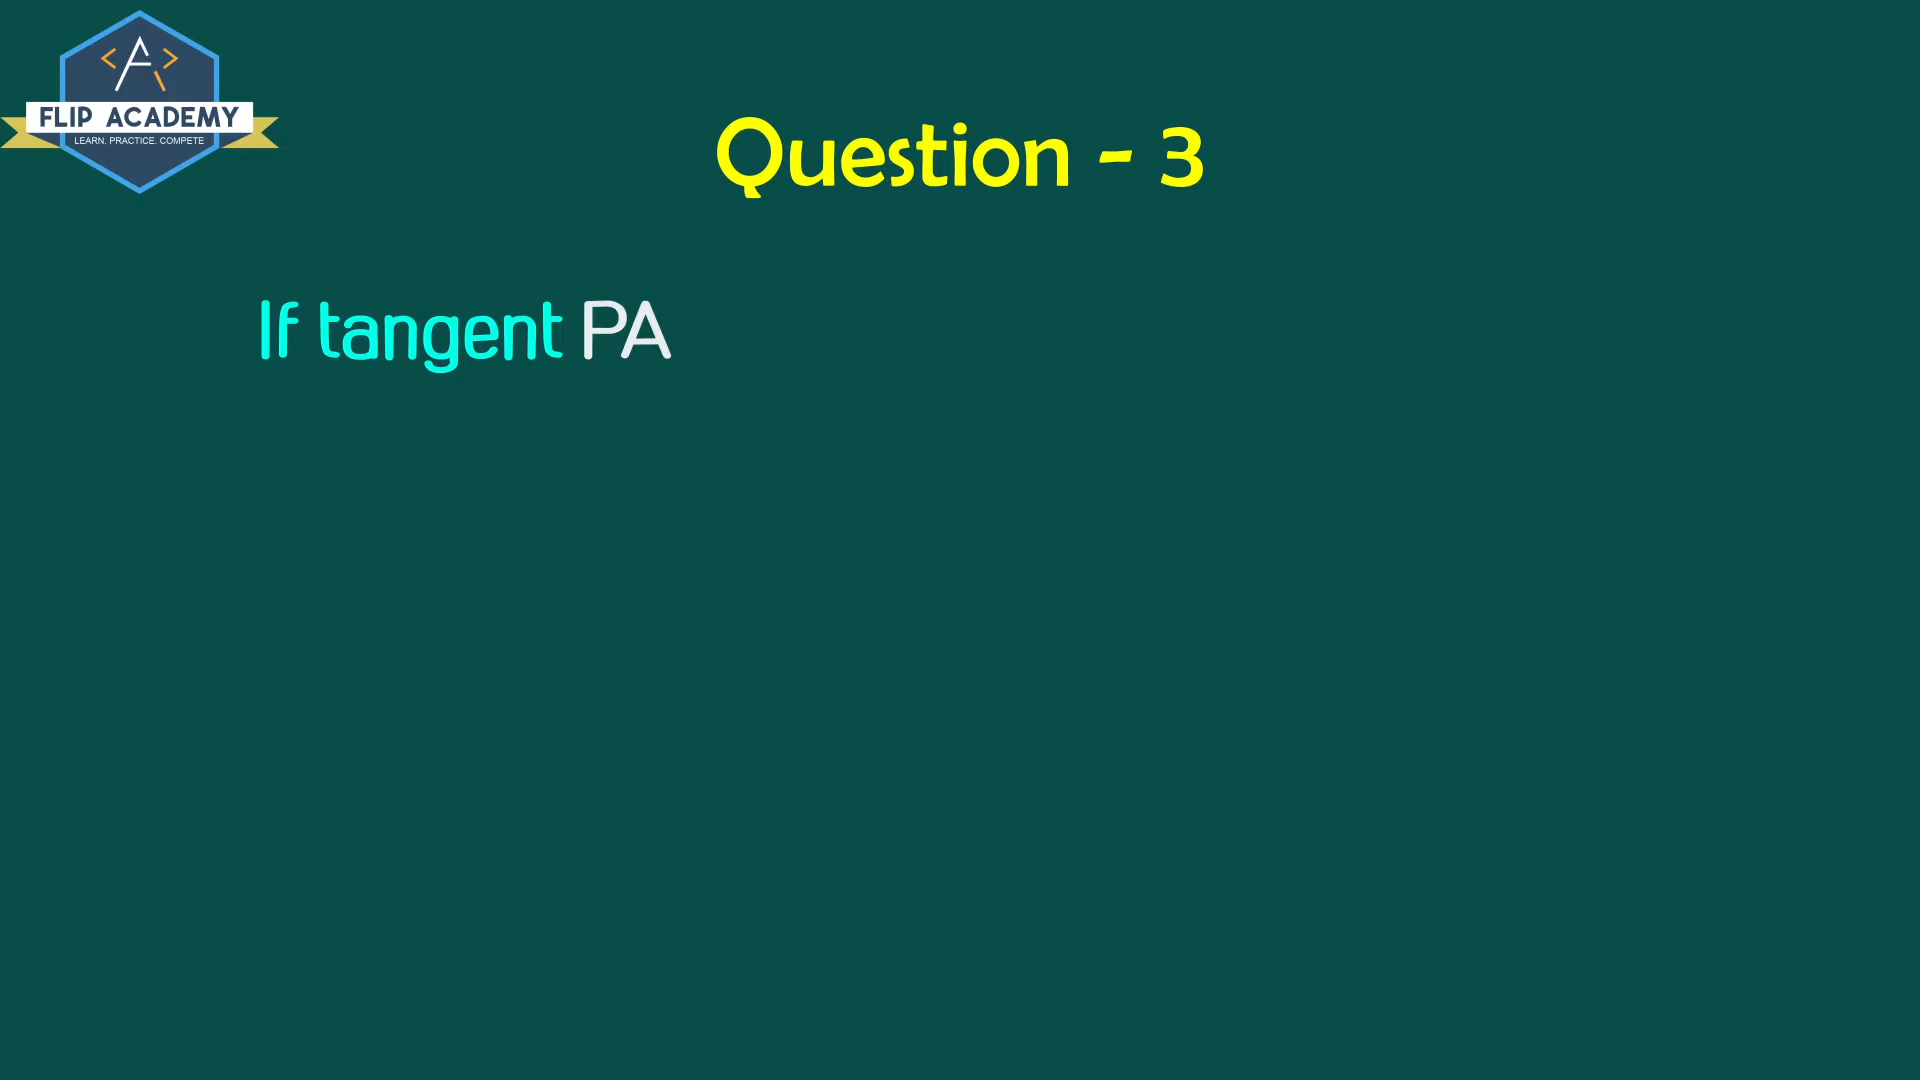 FLIP ACADEMY
LEARN. PRACTICE. COMPETE
Question - 3
If tangent PA